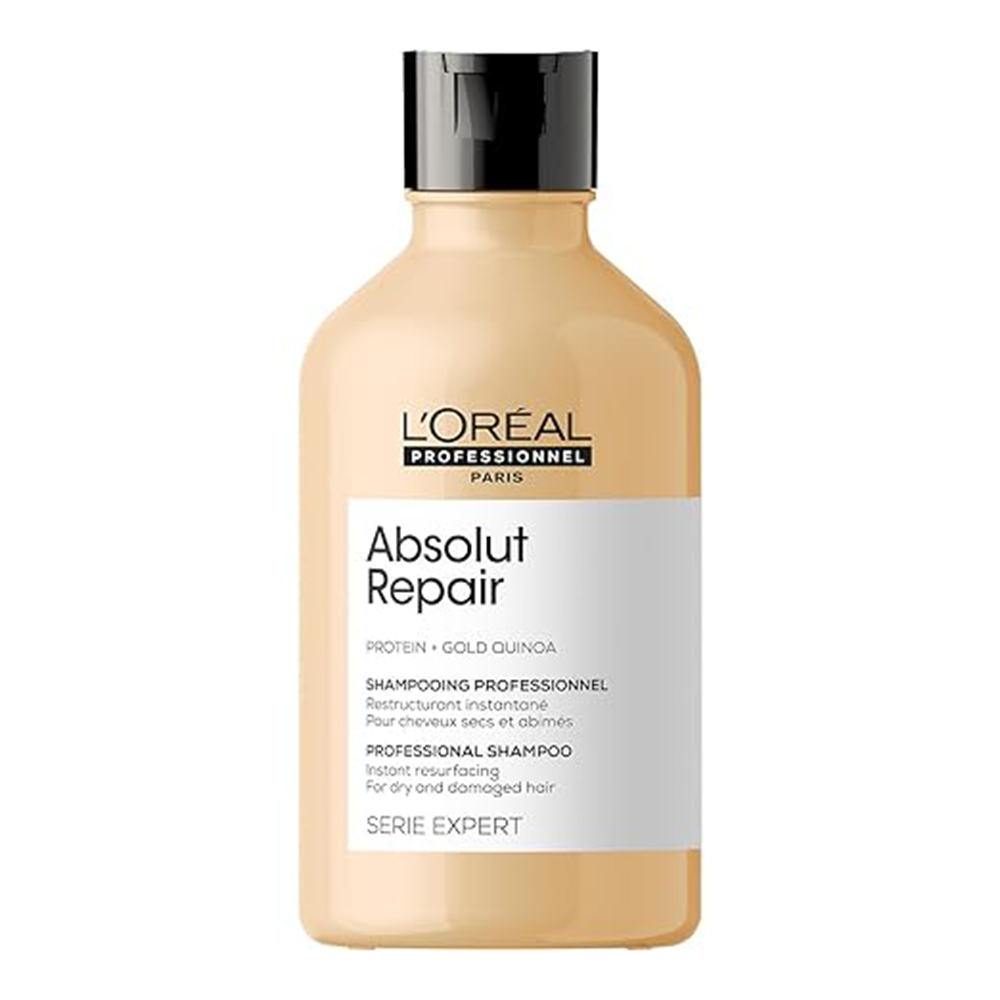 L'ORÉAL
PROFESSIONNEL
PARIS
Absolut
Repair
PROTEIN + GOLD QUINOA
SHAMPOOING PROFESSIONNEL
Restructurant instantané
Pour cheveux secs et abîmés
PROFESSIONAL SHAMPOO
Instant resurfacing
For dry and damaged hair
SERIE EXPERT